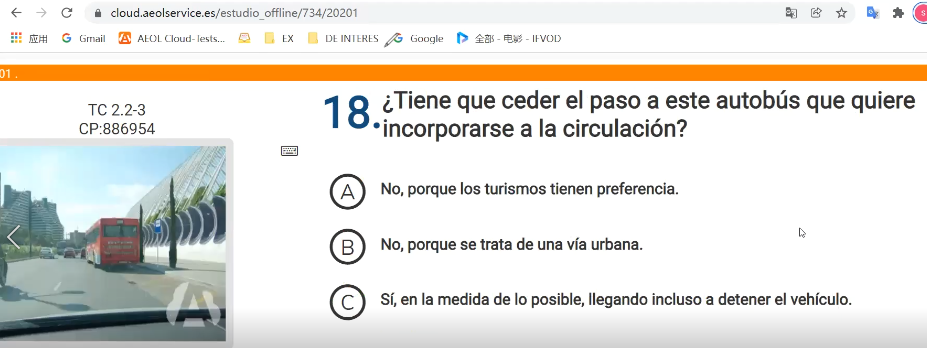 cloud.aeolservice.es/estudio_offline/734/20201
应用
Gmail
AEOL Cloud-Tests...
EX
DE INTERES
Google
全部 - 电影 - IFVOD
01 .
TC 2.2-3
CP:886954
18. ¿Tiene que ceder el paso a este autobús que quiere
incorporarse a la circulación?
A No, porque los turismos tienen preferencia.
B No, porque se trata de una vía urbana.
C Sí, en la medida de lo posible, llegando incluso a detener el vehículo.